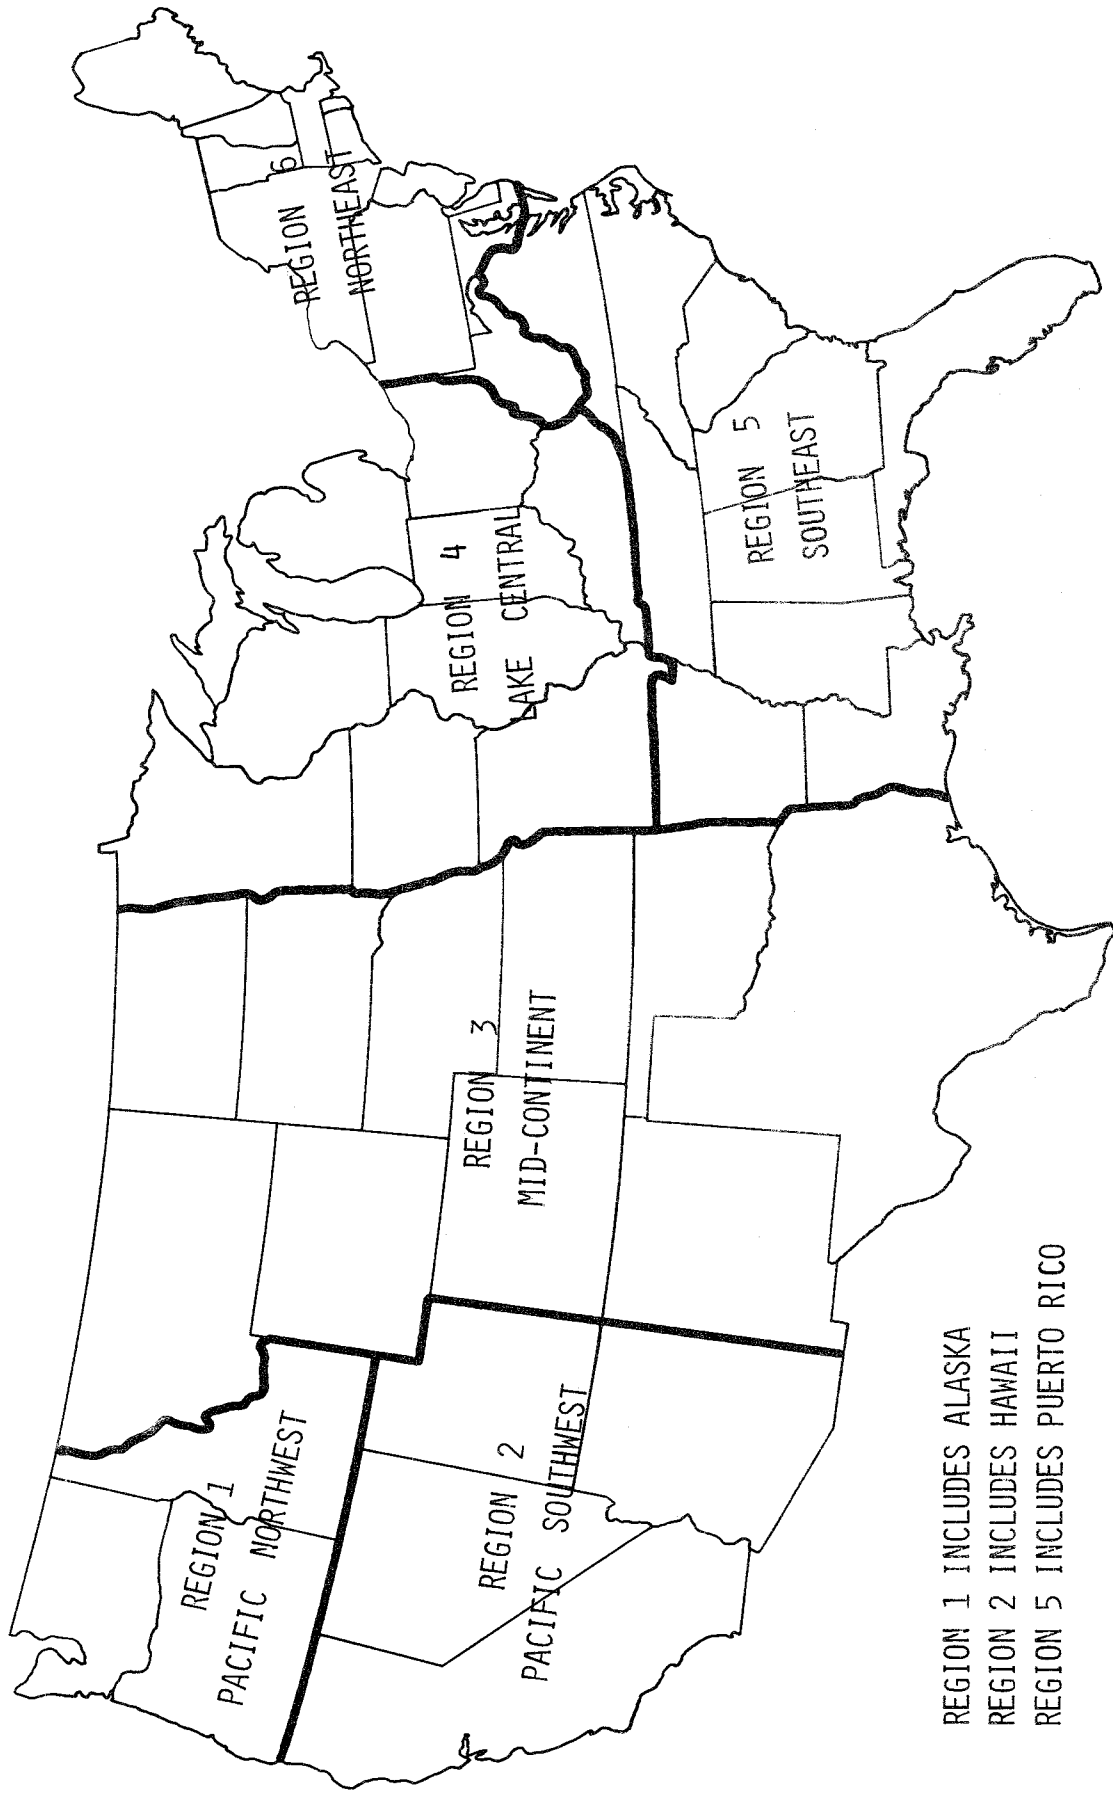 REGION 1
PACIFIC NORTHWEST
REGION 2
PACIFIC SOUTHWEST
REGION 3
MID-CONTINENT
REGION 4
LAKE CENTRAL
REGION 5
SOUTHEAST
REGION 6
NORTHEAST
REGION 1 INCLUDES ALASKA
REGION 2 INCLUDES HAWAII
REGION 5 INCLUDES PUERTO RICO